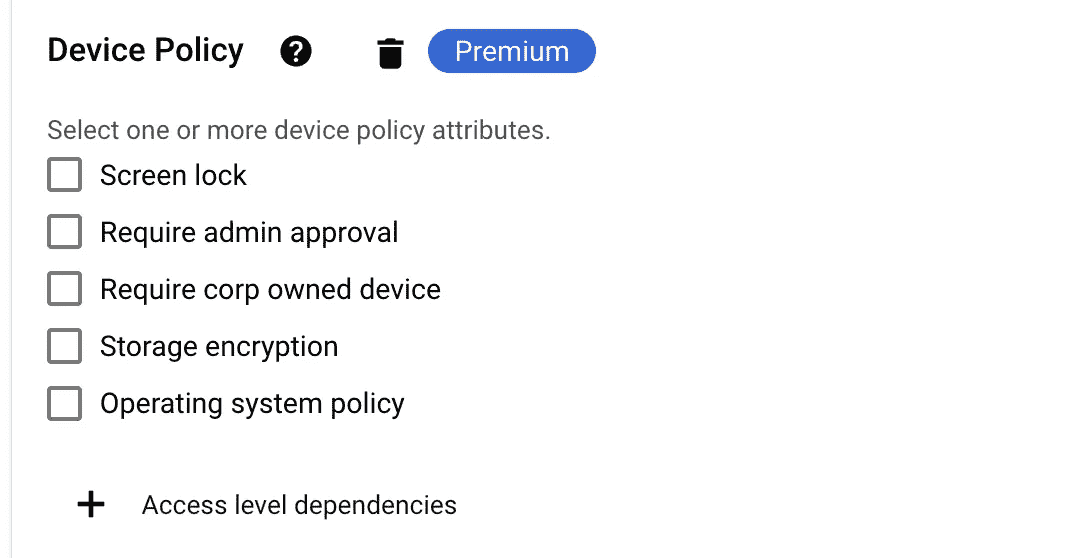 Device Policy ? Premium
Select one or more device policy attributes.
Screen lock
Require admin approval
Require corp owned device
Storage encryption
Operating system policy
+ Access level dependencies